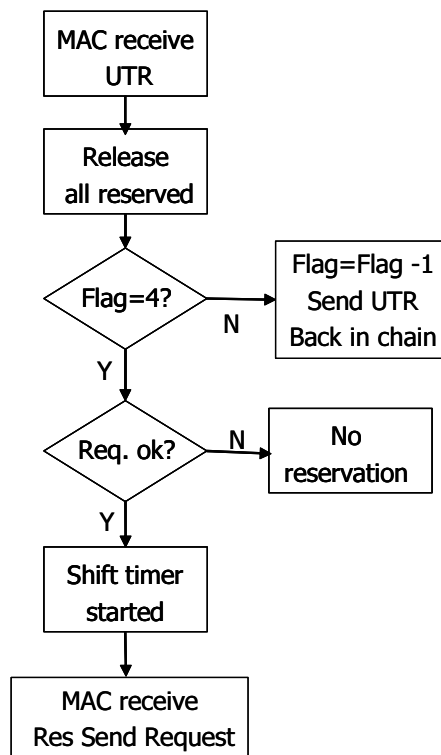 MAC receive
UTR
Release
all reserved
Flag=4?
N
Flag=Flag -1
Send UTR
Back in chain
Y
Req. ok?
N
No
reservation
Y
Shift timer
started
MAC receive
Res Send Request